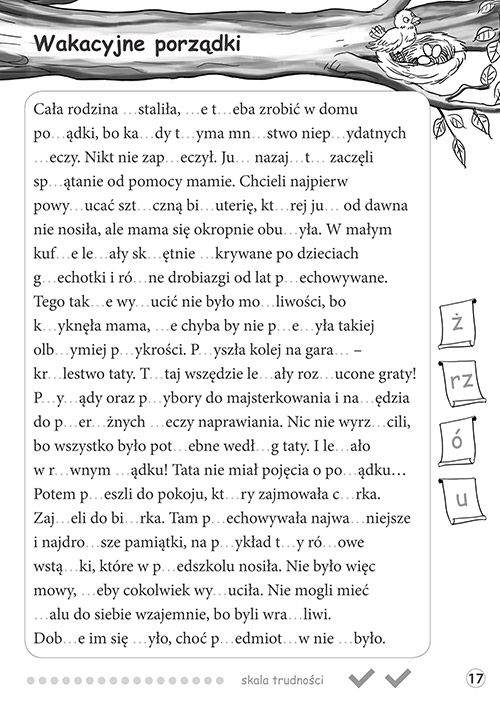 Wakacyjne porządki
Cała rodzina …staliła, …e t…eba zrobić w domu
po…ądki, bo ka…dy t…yma mn…stwo niep…ydatnych
…eczy. Nikt nie zap…eczył. Ju… nazaj…t… zaczęli
sp…ątanie od pomocy mamie. Chcieli najpierw
powy…ucać szt…czną bi…uterię, kt…rej ju… od dawna
nie nosiła, ale mama się okropnie obu…yła. W małym
kuf…e le…ały sk…ętnie …krywane po dzieciach
g…echotki i ró…ne drobiazgi od lat p…echowywane.
Tego tak…e wy…ucić nie było mo…liwości, bo
k…yknęła mama, …e chyba by nie p…e…yła takiej
olb…ymiej p…ykrości. P…yszła kolej na gara… –
kr…lestwo taty. T…taj wszędzie le…ały roz…ucone graty!
P…y…ądy oraz p…ybory do majsterkowania i na…ędzia
do p…er…żnych …eczy naprawiania. Nic nie wyrz…cili,
bo wszystko było pot…ebne wedł…g taty. I le…ało
w r…wnym …ądku! Tata nie miał pojęcia o po…ądku…
Potem p…eszli do pokoju, kt…ry zajmowała c…rka.
Zaj…eli do bi…rka. Tam p…echowywała najwa…niejsze
i najdro…sze pamiątki, na p…ykład t…y ró…owe
wstą…ki, które w p…edszkolu nosiła. Nie było więc
mowy, …eby cokolwiek wy…uciła. Nie mogli mieć
…alu do siebie wzajemnie, bo byli wra…liwi.
Dob…e im się …yło, choć p…edmiot…w nie …było.
ż
rz
ó
u
skala trudności
17